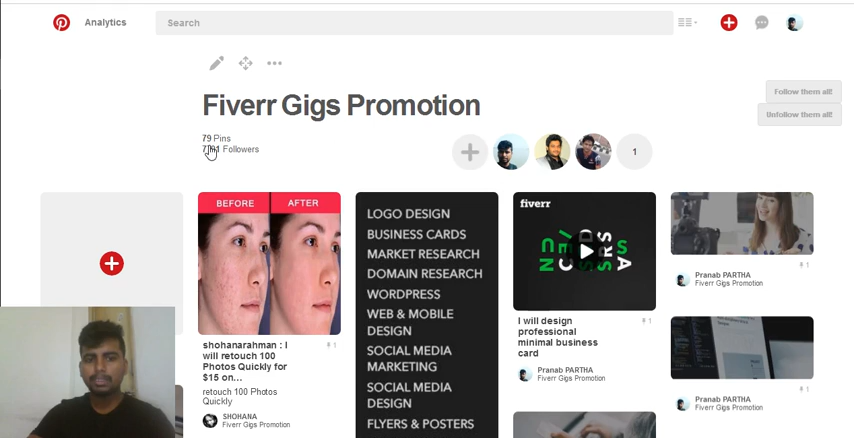 Analytics
Search
Fiverr Gigs Promotion
Follow them all!
Unfollow them all!
79 Pins
Followers
1
BEFORE
AFTER
shohanarahman : I
will retouch 100
Photos Quickly for
$15 on...
1
retouch 100 Photos
Quickly
SHOHANA
Fiverr Gigs Promotion
LOGO DESIGN
BUSINESS CARDS
MARKET RESEARCH
DOMAIN RESEARCH
WORDPRESS
WEB & MOBILE
DESIGN
SOCIAL MEDIA
MARKETING
SOCIAL MEDIA
DESIGN
FLYERS & POSTERS
fiverr
I will design
professional
minimal business
card
1
Pranab PARTHA
Fiverr Gigs Promotion
1
Pranab PARTHA
Fiverr Gigs Promotion
1
Pranab PARTHA
Fiverr Gigs Promotion